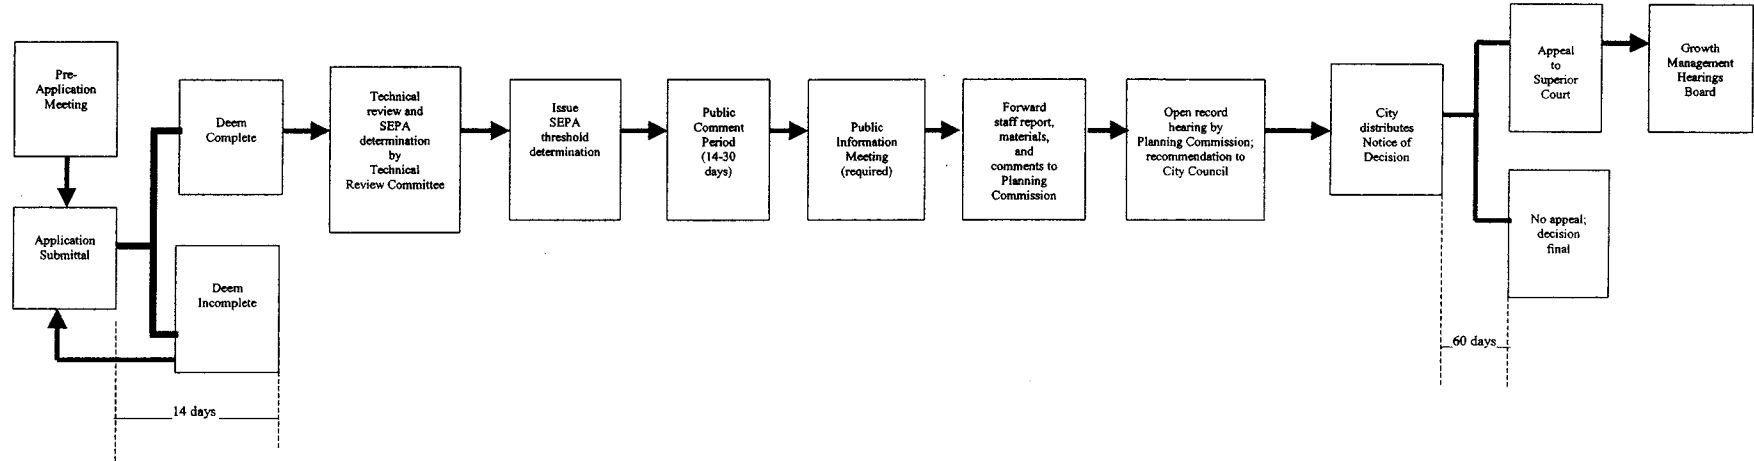 Pre-
Application
Meeting
Application
Submittal
Deem
Complete
Deem
Incomplete
14 days
Technical
review and
SEPA
determination
by
Technical
Review Committee
Issue
SEPA
threshold
determination
Public
Comment
Period
(14-30
days)
Public
Information
Meeting
(required)
Forward
staff report,
materials,
and
comments to
Planning
Commission
Open record
hearing by
Planning Commission;
recommendation to
City Council
City
distributes
Notice of
Decision
60 days
Appeal
to
Superior
Court
No appeal;
decision
final
Growth
Management
Hearings
Board